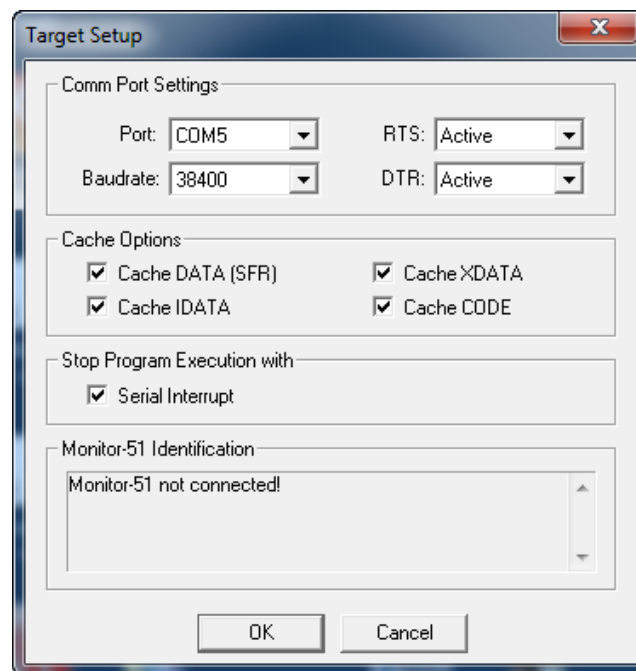 Target Setup
Comm Port Settings
Port: COM5 RTS: Active
Baudrate: 38400 DTR: Active
Cache Options
Cache DATA (SFR) Cache XDATA
Cache IDATA Cache CODE
Stop Program Execution with
Serial Interrupt
Monitor-51 Identification
Monitor-51 not connected!
OK Cancel